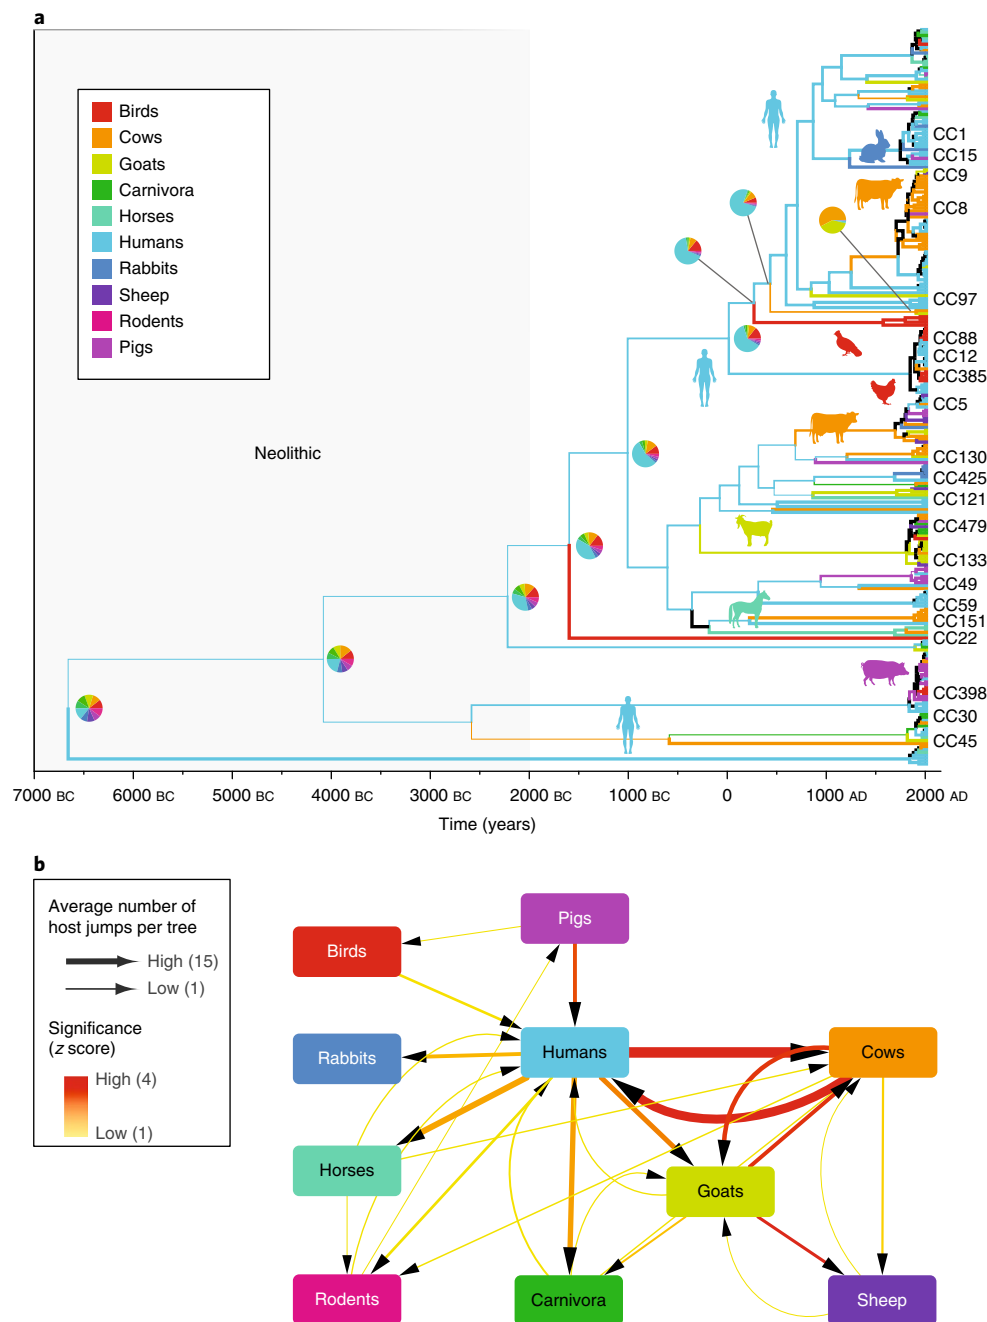 a
Birds
Cows
Goats
Carnivora
Horses
Humans
Rabbits
Sheep
Rodents
Pigs
Neolithic
CC1
CC15
CC9
CC8
CC97
CC88
CC12
CC385
CC5
CC130
CC425
CC121
CC479
CC133
CC49
CC59
CC151
CC22
CC398
CC30
CC45
7000 BC 6000 BC 5000 BC 4000 BC 3000 BC 2000 BC 1000 BC 0 1000 AD 2000 AD
Time (years)
b
Average number of
host jumps per tree
High (15)
Low (1)
Significance
(z score)
High (4)
Low (1)
Pigs
Birds
Rabbits
Humans
Cows
Horses
Goats
Rodents
Carnivora
Sheep